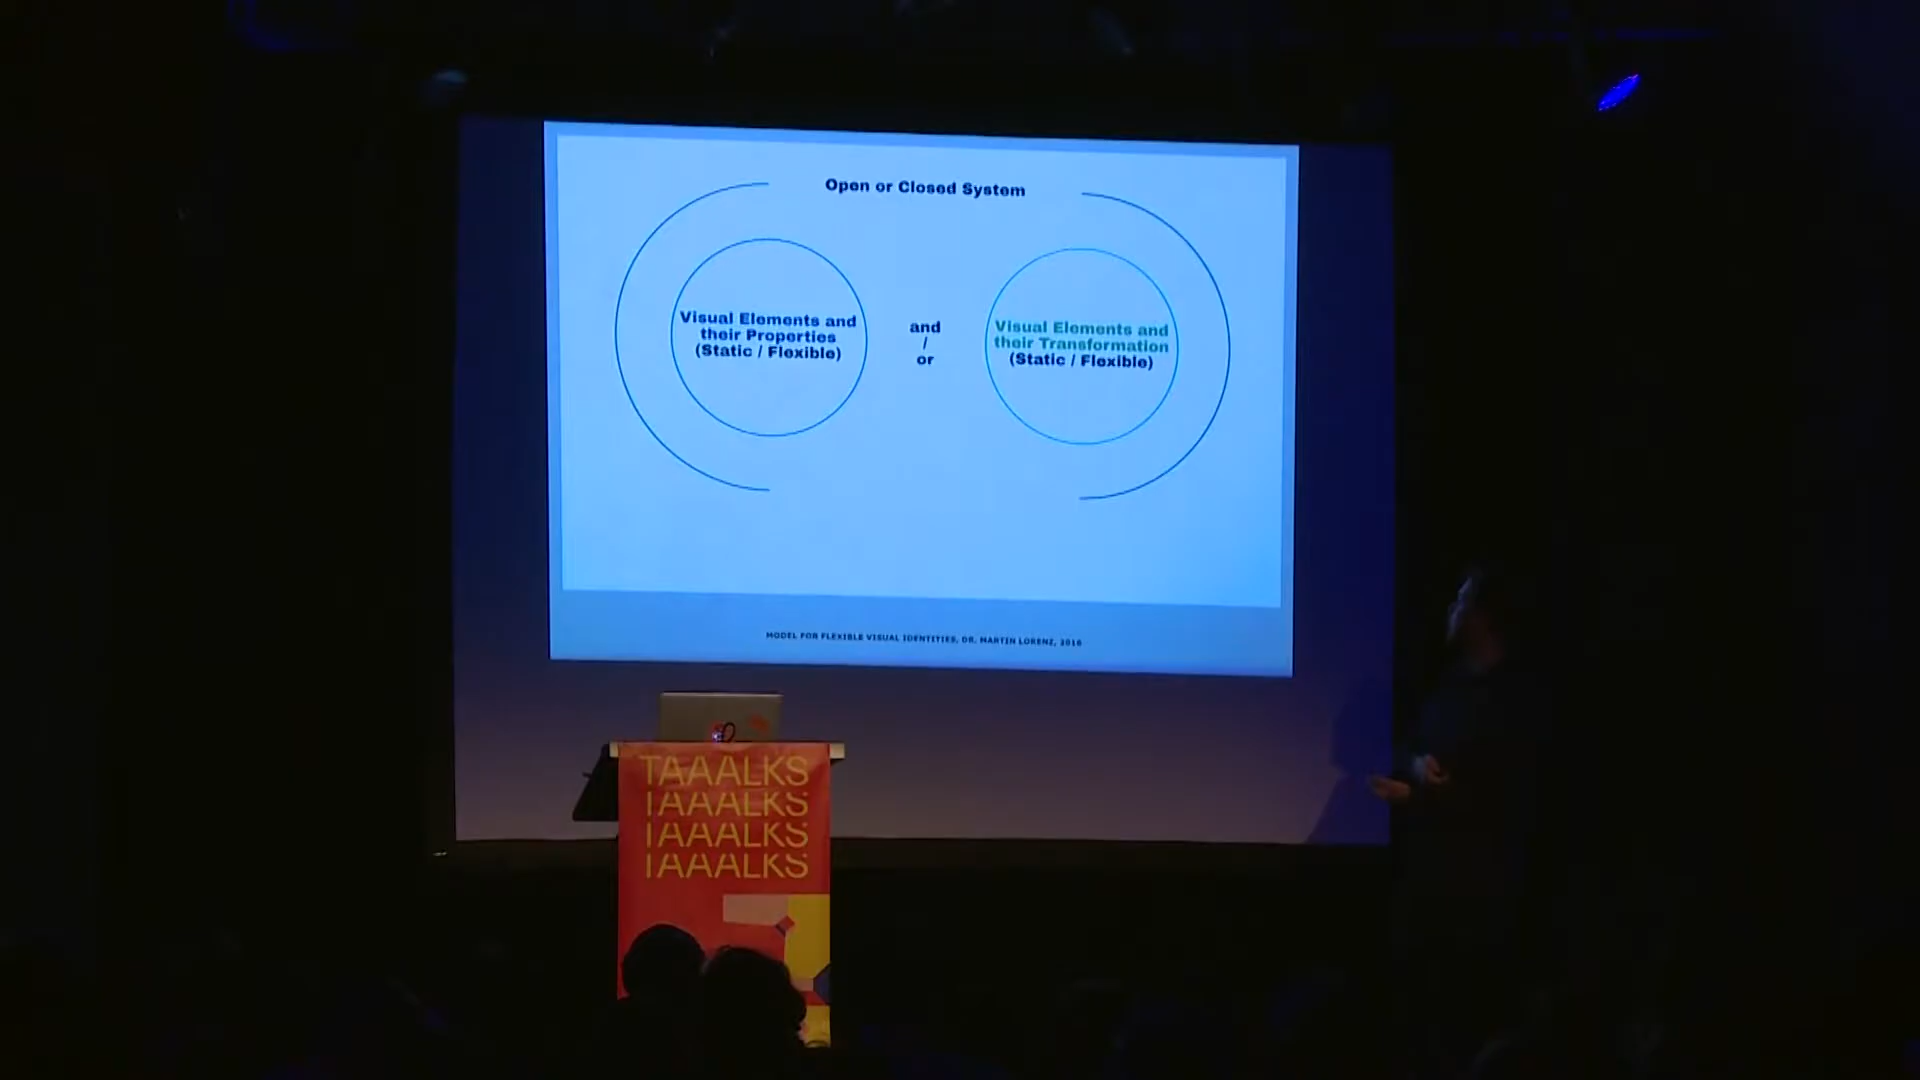 Open or Closed System
Visual Elements and
their Properties
(Static / Flexible)
and
/
or
Visual Elements and
their Transformation
(Static / Flexible)
MODEL FOR FLEXIBLE VISUAL IDENTITIES, DR. MARTIN LORENZ, 2016
TAAALKS
TAAALKS
TAAALKS
TAAALKS